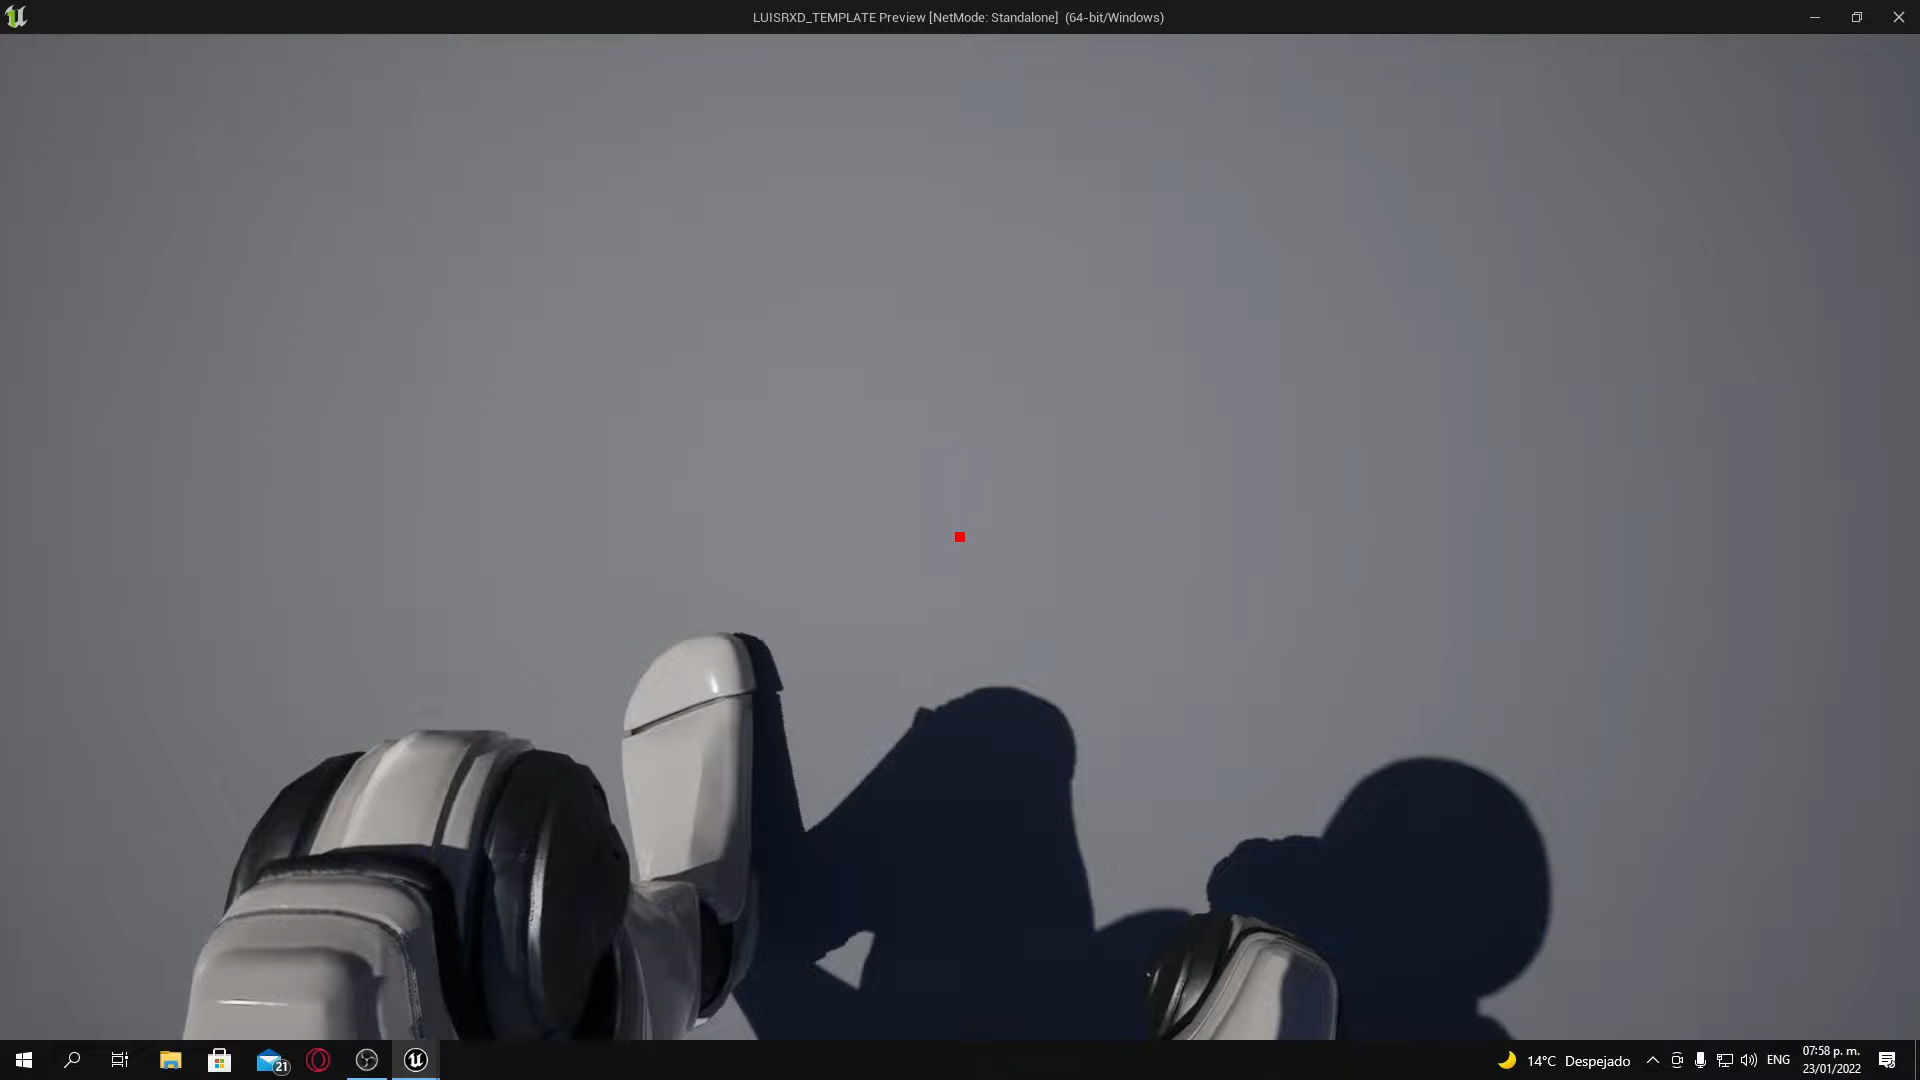 LUISRXD_TEMPLATE Preview [NetMode: Standalone] (64-bit/Windows)
21
14°C Despejado
ENG
07:58 p. m.
23/01/2022